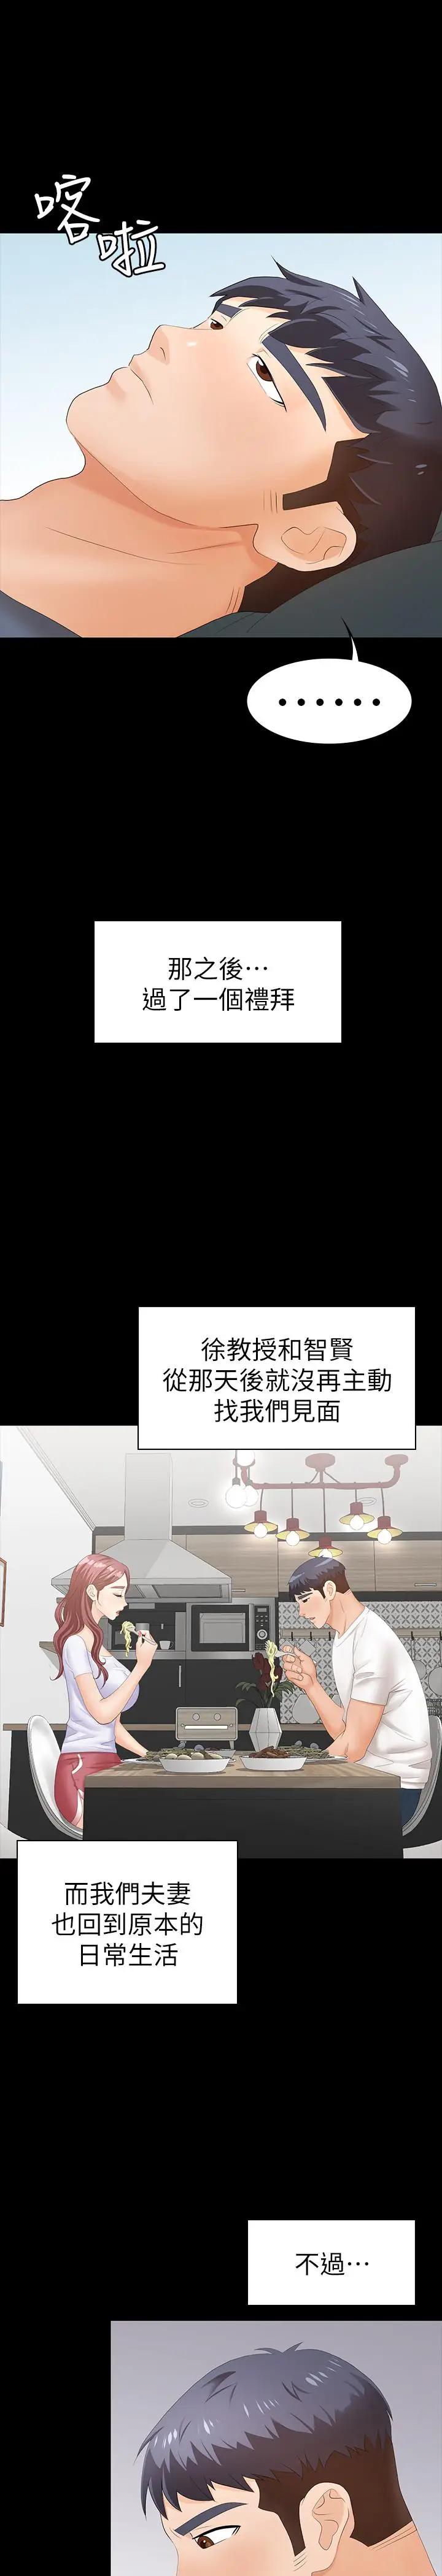 喀啦
......
那之後…
過了一個禮拜
徐教授和智賢
從那天後就沒再主動
找我們見面
而我們夫妻
也回到原本的
日常生活
不過…